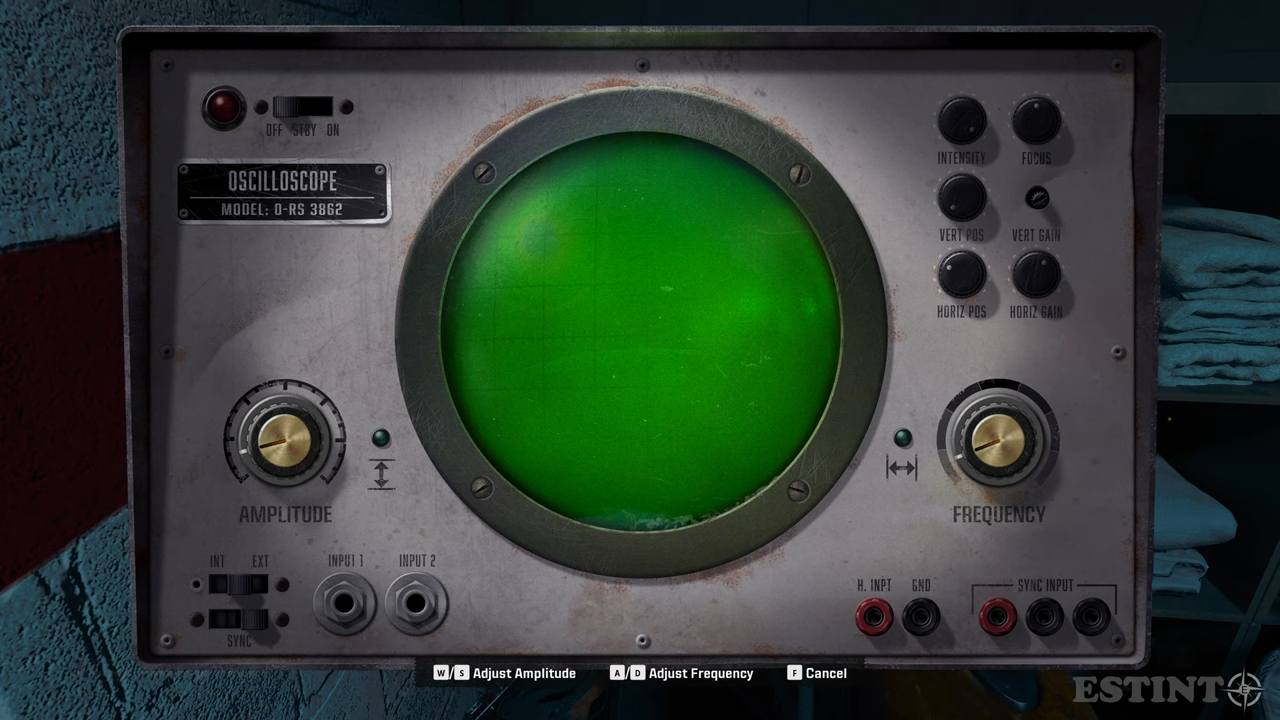 OFF STBY ON
OSCILLOSCOPE
MODEL: O-RS 3862
INTENSITY FOCUS
VERT POS VERT GAIN
HORIZ POS HORIZ GAIN
AMPLITUDE
FREQUENCY
INT EXT
INPUT 1 INPUT 2
SYNC
H. INPT GND SYNC INPUT
W/S Adjust Amplitude A/D Adjust Frequency F Cancel
ESTINT